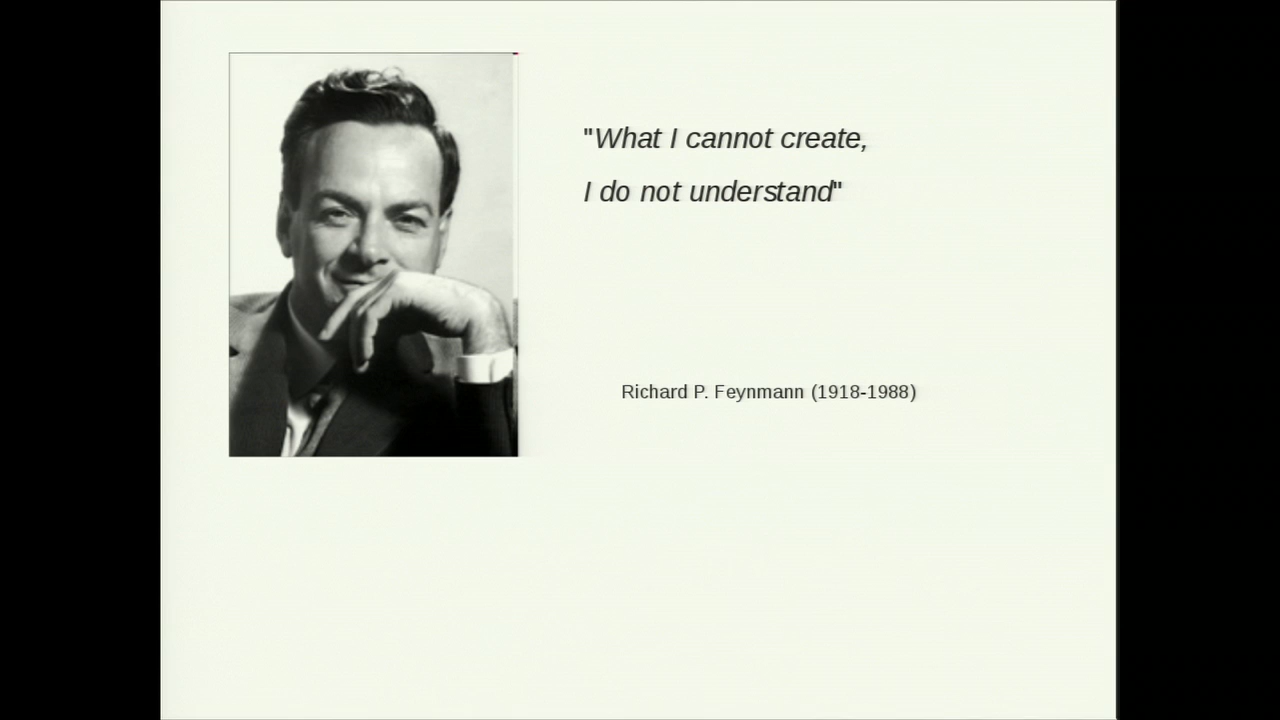 "What I cannot create,
I do not understand"
Richard P. Feynmann (1918-1988)